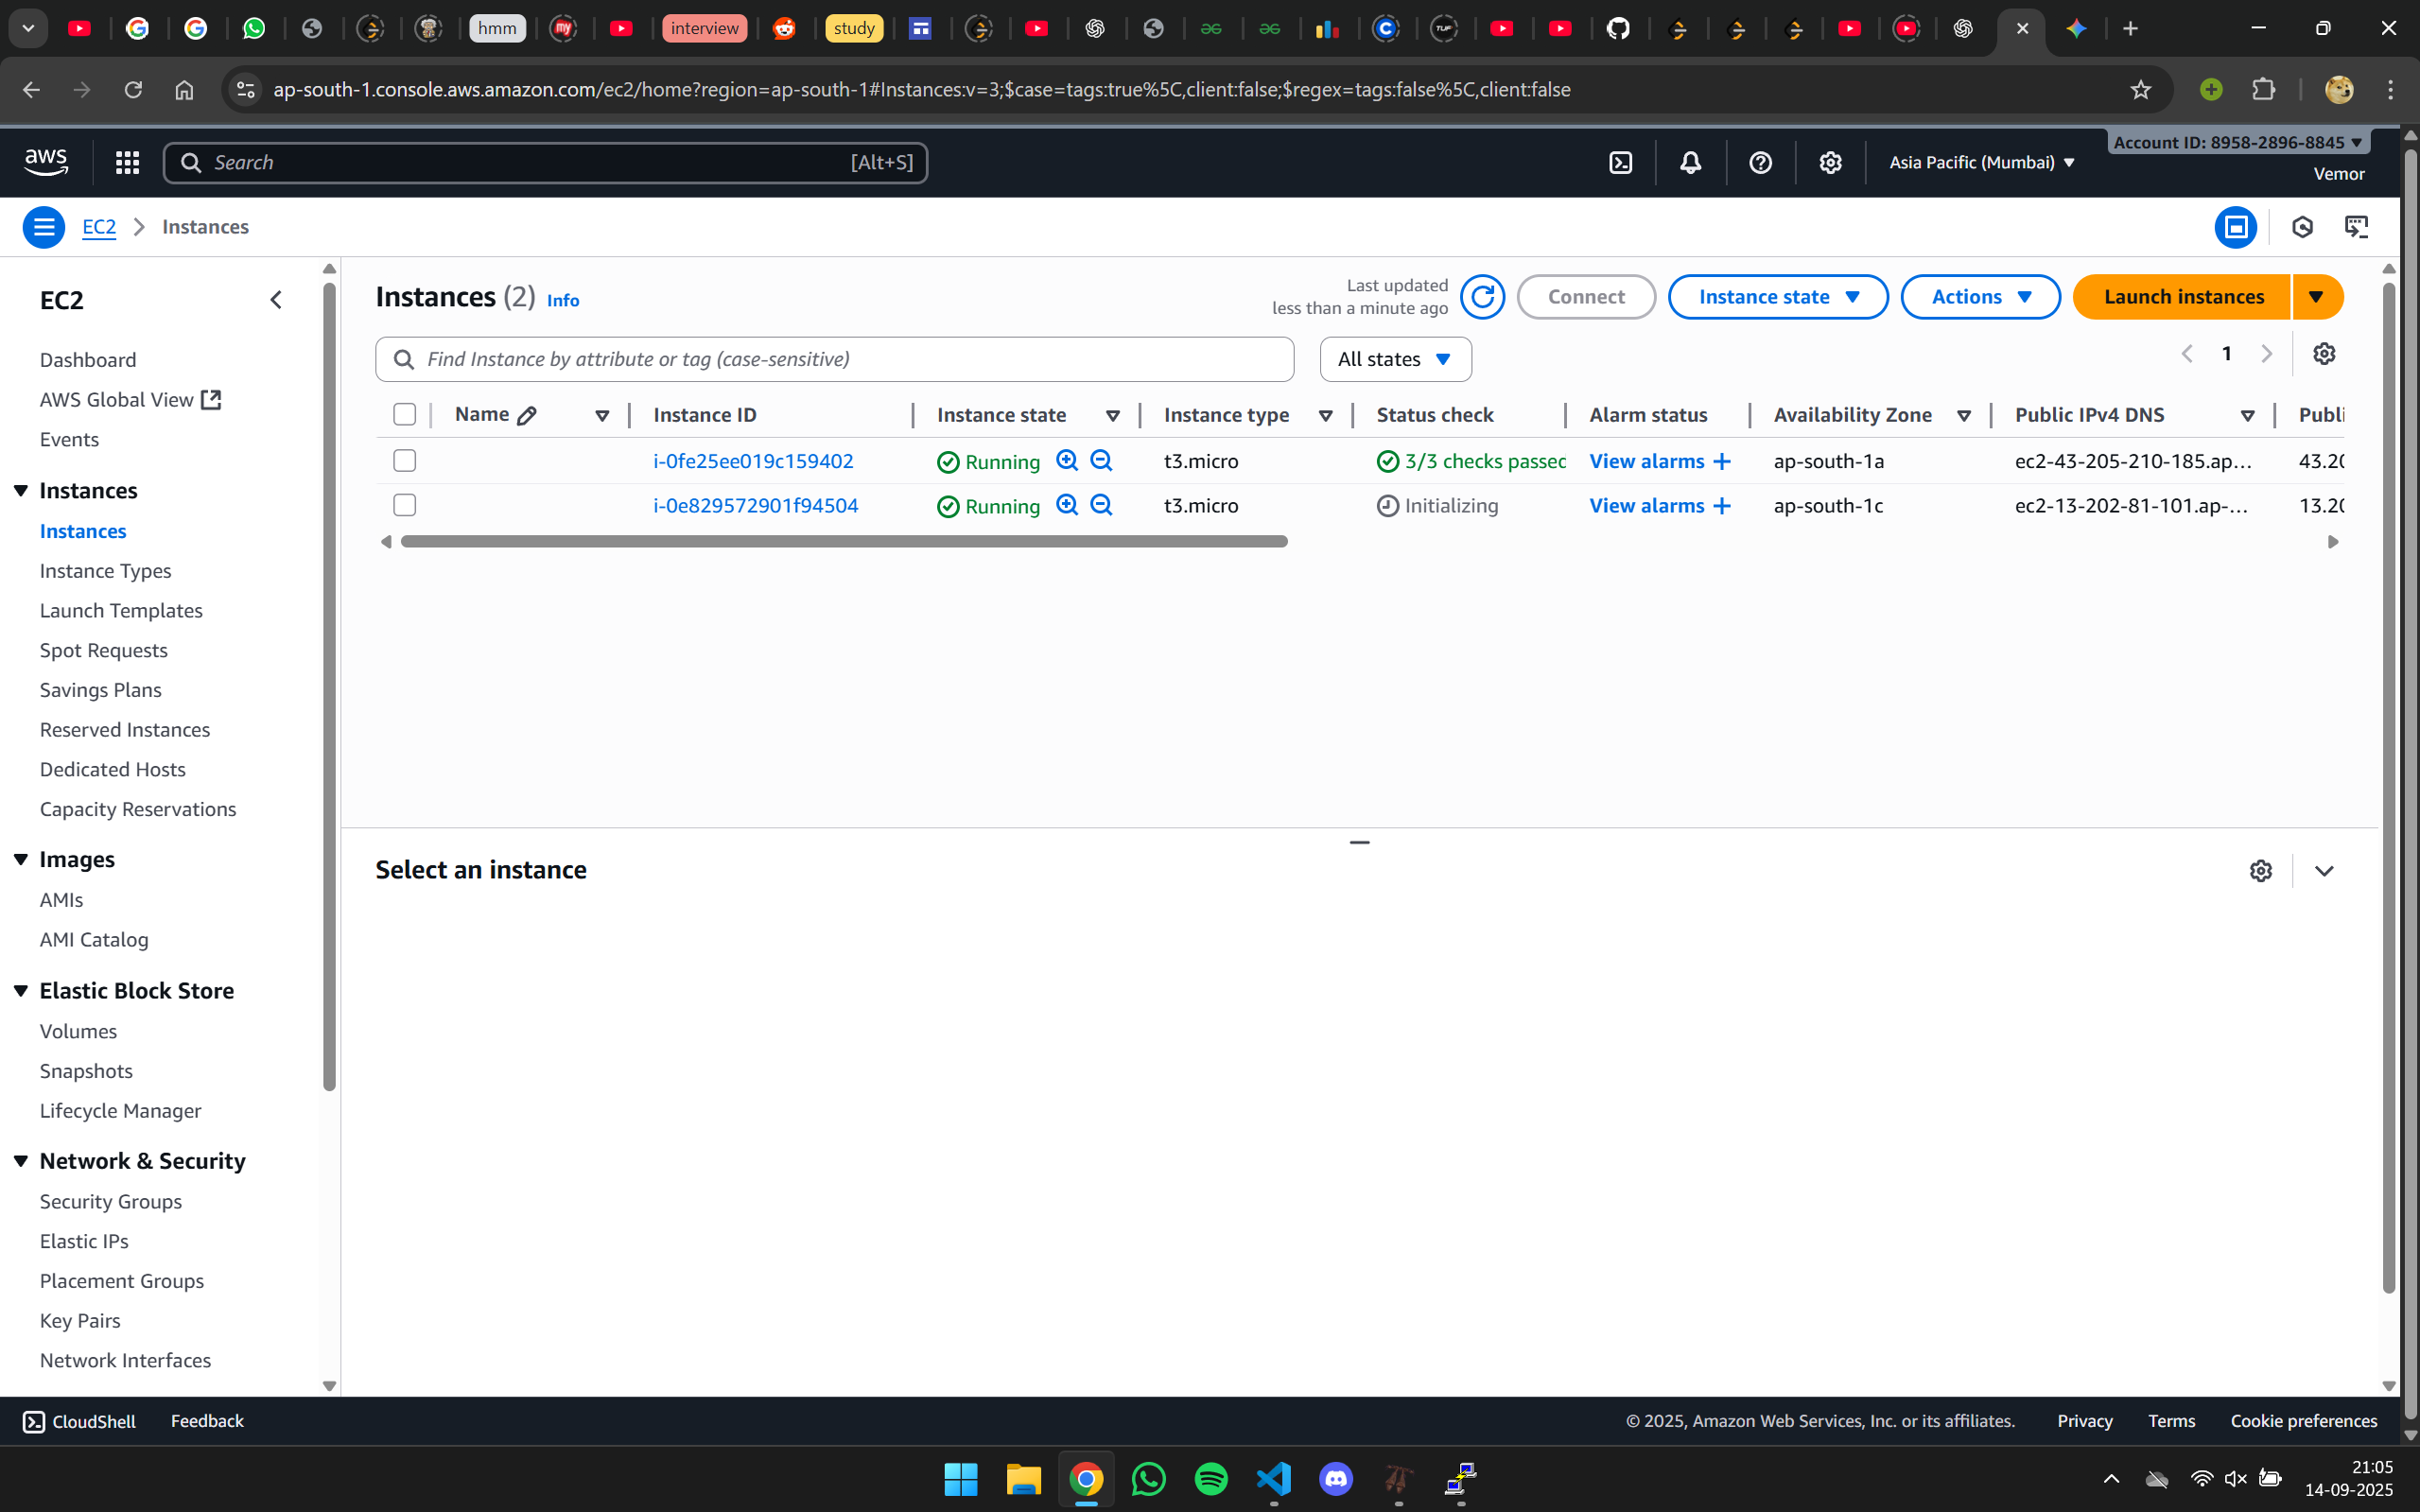 hmm
interview
study
ap-south-1.console.aws.amazon.com/ec2/home?region=ap-south-1#Instances:v=3;$case=tags:true%5C,client:false;$regex=tags:false%5C,client:false
aws
Search
[Alt+S]
Asia Pacific (Mumbai)
Account ID: 8958-2896-8845
Vemor
EC2
Instances
EC2
Dashboard
AWS Global View
Events
Instances
Instances
Instance Types
Launch Templates
Spot Requests
Savings Plans
Reserved Instances
Dedicated Hosts
Capacity Reservations
Images
AMIs
AMI Catalog
Elastic Block Store
Volumes
Snapshots
Lifecycle Manager
Network & Security
Security Groups
Elastic IPs
Placement Groups
Key Pairs
Network Interfaces
Instances (2) Info
Last updated
less than a minute ago
Connect
Instance state
Actions
Launch instances
Find Instance by attribute or tag (case-sensitive)
All states
1
Name Instance ID Instance state Instance type Status check Alarm status Availability Zone Public IPv4 DNS Publi
i-0fe25ee019c159402 Running t3.micro 3/3 checks passed View alarms + ap-south-1a ec2-43-205-210-185.ap... 43.20
i-0e829572901f94504 Running t3.micro Initializing View alarms + ap-south-1c ec2-13-202-81-101.ap-... 13.20
Select an instance
CloudShell Feedback
© 2025, Amazon Web Services, Inc. or its affiliates. Privacy Terms Cookie preferences
21:05
14-09-2025